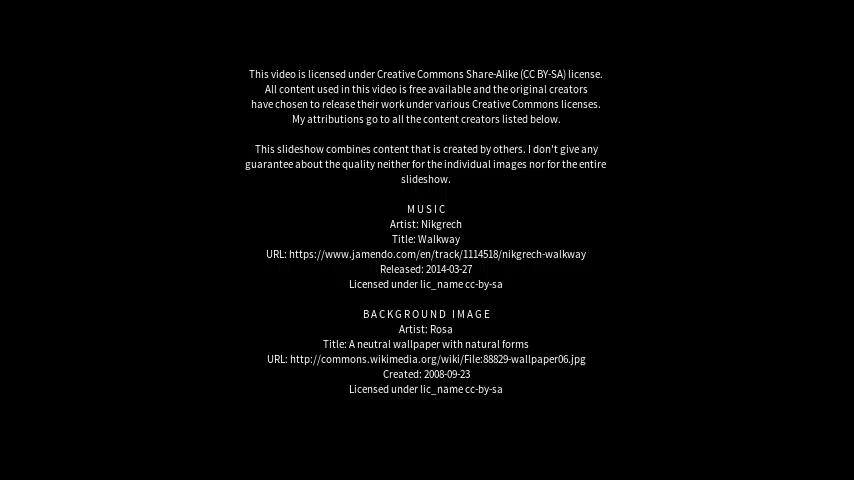 This video is licensed under Creative Commons Share-Alike (CC BY-SA) license.
All content used in this video is free available and the original creators
have chosen to release their work under various Creative Commons licenses.
My attributions go to all the content creators listed below.
This slideshow combines content that is created by others. I don't give any
guarantee about the quality neither for the individual images nor for the entire
slideshow.
MUSIC
Artist: Nikgrech
Title: Walkway
URL: https://www.jamendo.com/en/track/1114518/nikgrech-walkway
Released: 2014-03-27
Licensed under lic_name cc-by-sa
BACKGROUND IMAGE
Artist: Rosa
Title: A neutral wallpaper with natural forms
URL: http://commons.wikimedia.org/wiki/File:88829-wallpaper06.jpg
Created: 2008-09-23
Licensed under lic_name cc-by-sa